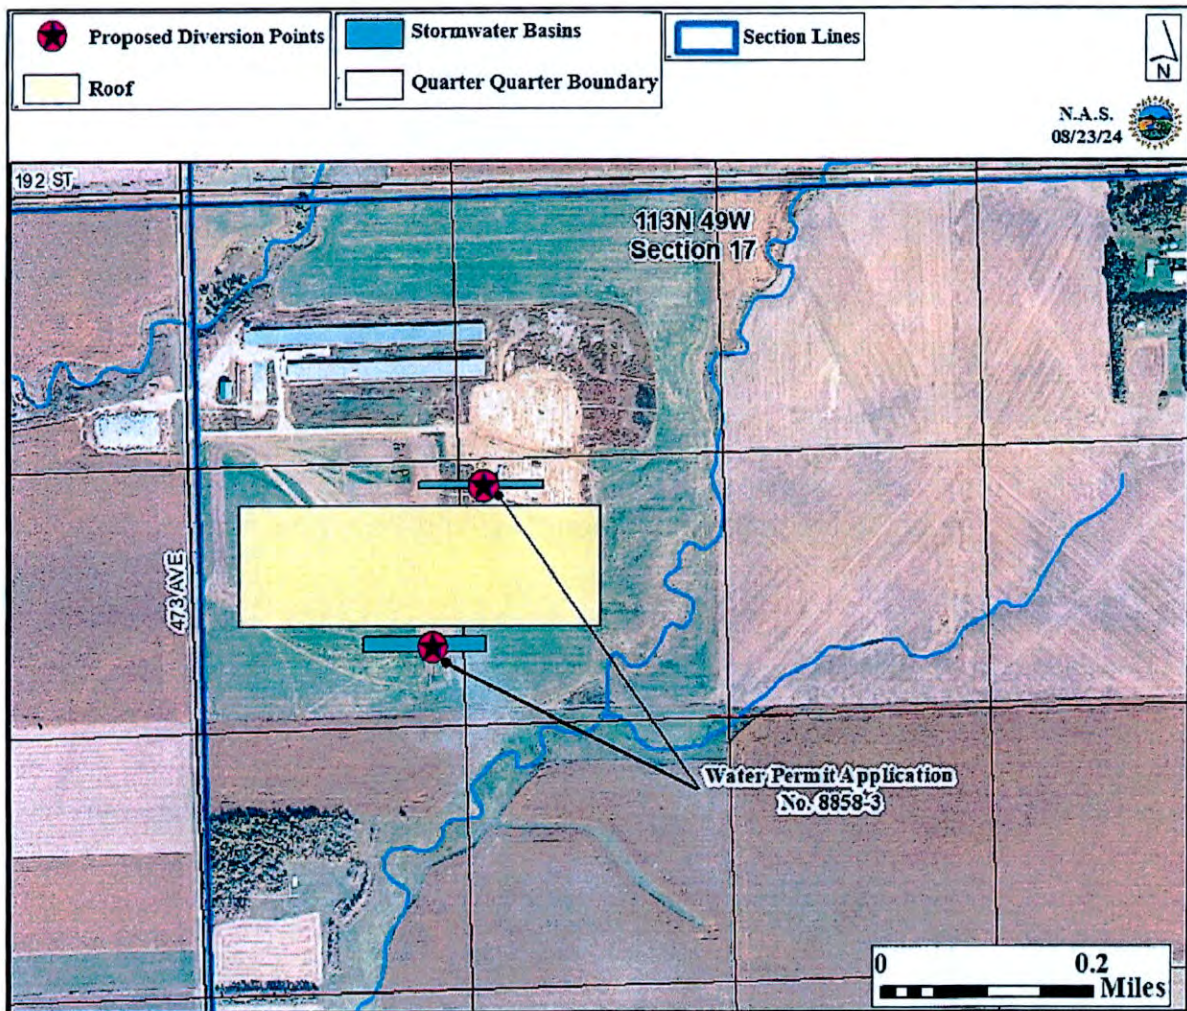 Proposed Diversion Points
Roof
Stormwater Basins
Quarter Quarter Boundary
Section Lines
N
N.A.S.
08/23/24
192 ST
113N 49W
Section 17
473 AVE
Water Permit Application
No. 8858-3
0 0.2
Miles